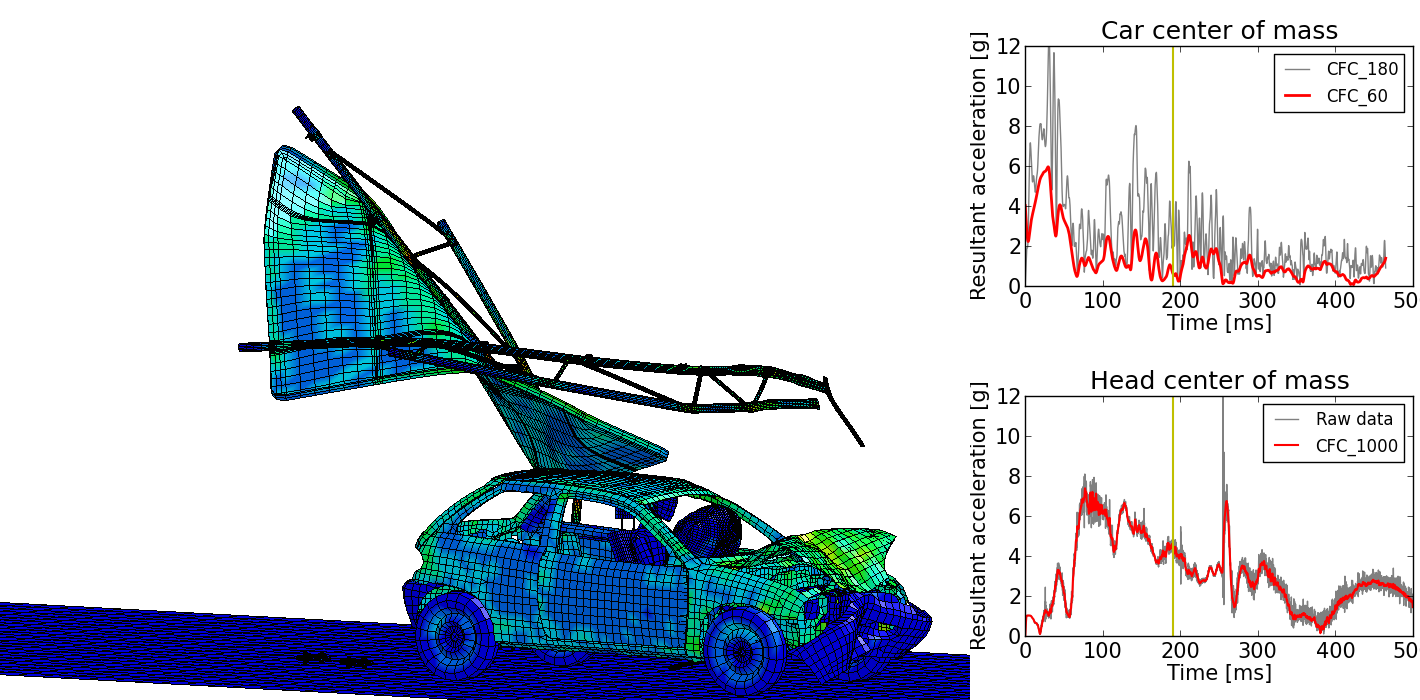 Car center of mass
Resultant acceleration [g]
12
10
8
6
4
2
0
CFC_180
CFC_60
0 100 200 300 400 50
Time [ms]
Head center of mass
Resultant acceleration [g]
12
10
8
6
4
2
0
Raw data
CFC_1000
0 100 200 300 400 50
Time [ms]